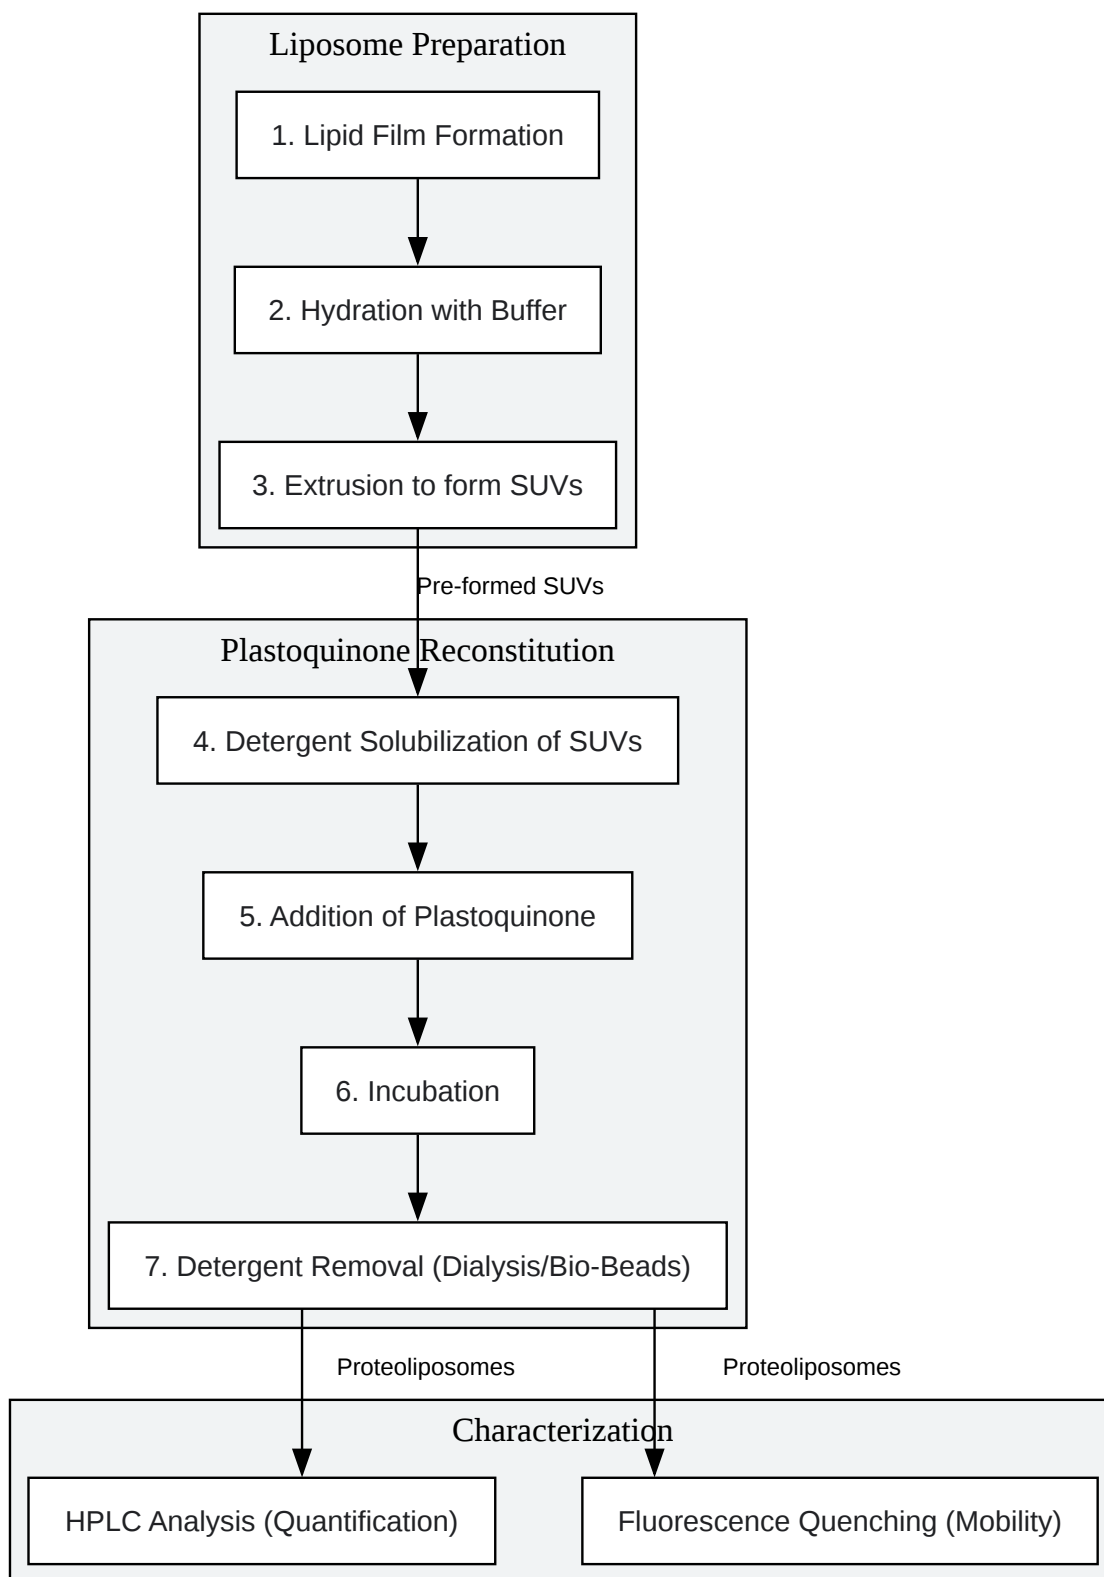 Liposome Preparation
1. Lipid Film Formation
2. Hydration with Buffer
3. Extrusion to form SUVs
Pre-formed SUVs
Plastoquinone Reconstitution
4. Detergent Solubilization of SUVs
5. Addition of Plastoquinone
6. Incubation
7. Detergent Removal (Dialysis/Bio-Beads)
Proteoliposomes
Proteoliposomes
Characterization
HPLC Analysis (Quantification)
Fluorescence Quenching (Mobility)